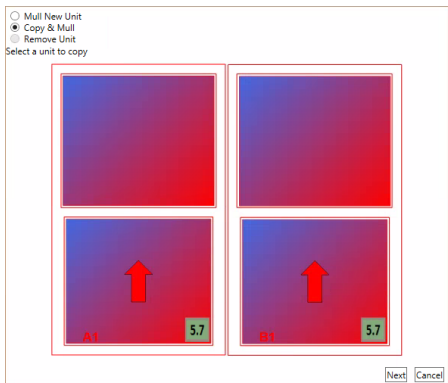 Mull New Unit
Copy & Mull
Remove Unit
Select a unit to copy
5.7
A1
5.7
B1
Next
Cancel